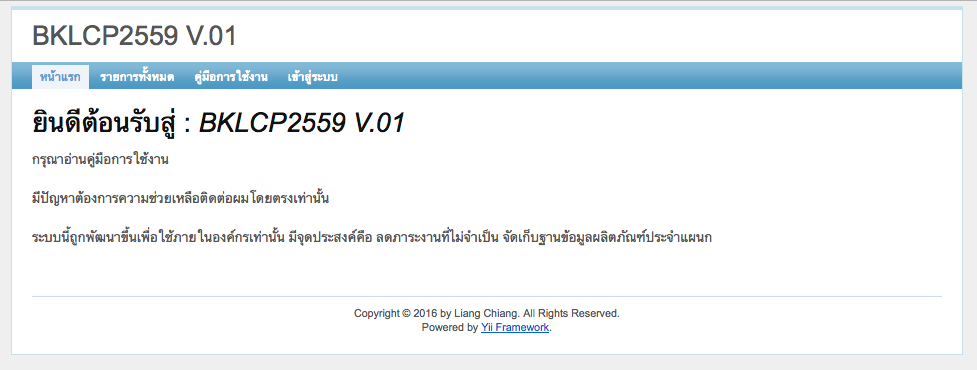 BKLCP2559 V.01
หน้าแรก รายการทั้งหมด คู่มือการใช้งาน เข้าสู่ระบบ
ยินดีต้อนรับสู่ : BKLCP2559 V.01
กรุณาอ่านคู่มือการใช้งาน
มีปัญหาต้องการความช่วยเหลือติดต่อผมโดยตรงเท่านั้น
ระบบนี้ถูกพัฒนาขึ้นเพื่อใช้ภายในองค์กรเท่านั้น มีจุดประสงค์คือ ลดภาระงานที่ไม่จำเป็น จัดเก็บฐานข้อมูลผลิตภัณฑ์ประจำแผนก
Copyright © 2016 by Liang Chiang. All Rights Reserved.
Powered by Yii Framework.